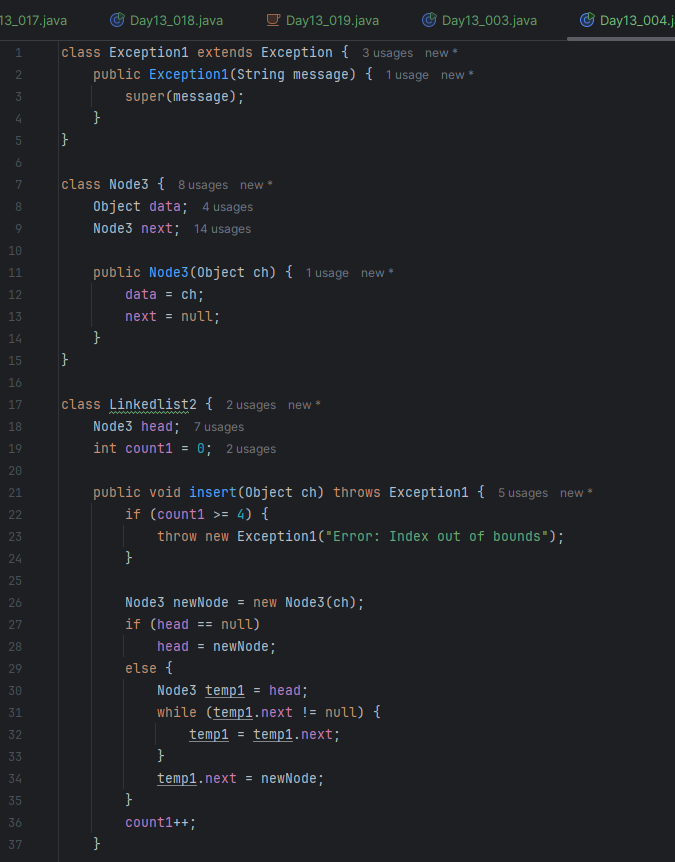 13_017.java Day13_018.java Day13_019.java Day13_003.java Day13_004.j
1 class Exception1 extends Exception { 3 usages new *
2     public Exception1(String message) { 1 usage new *
3         super(message);
4     }
5 }
6
7 class Node3 { 8 usages new *
8     Object data; 4 usages
9     Node3 next; 14 usages
10
11     public Node3(Object ch) { 1 usage new *
12         data = ch;
13         next = null;
14     }
15 }
16
17 class Linkedlist2 { 2 usages new *
18     Node3 head; 7 usages
19     int count1 = 0; 2 usages
20
21     public void insert(Object ch) throws Exception1 { 5 usages new *
22         if (count1 >= 4) {
23             throw new Exception1("Error: Index out of bounds");
24         }
25
26         Node3 newNode = new Node3(ch);
27         if (head == null)
28             head = newNode;
29         else {
30             Node3 temp1 = head;
31             while (temp1.next != null) {
32                 temp1 = temp1.next;
33             }
34             temp1.next = newNode;
35         }
36         count1++;
37     }